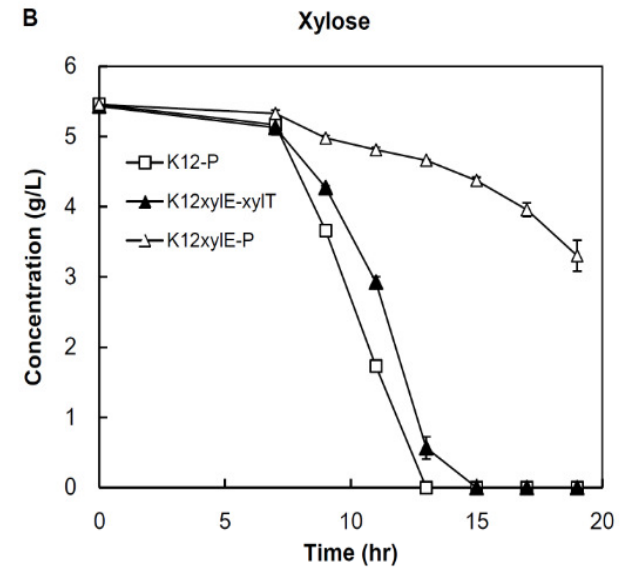 B
Xylose
6
5
4
3
2
1
0
K12-P
K12xylE-xylT
K12xylE-P
Concentration (g/L)
0 5 10 15 20
Time (hr)